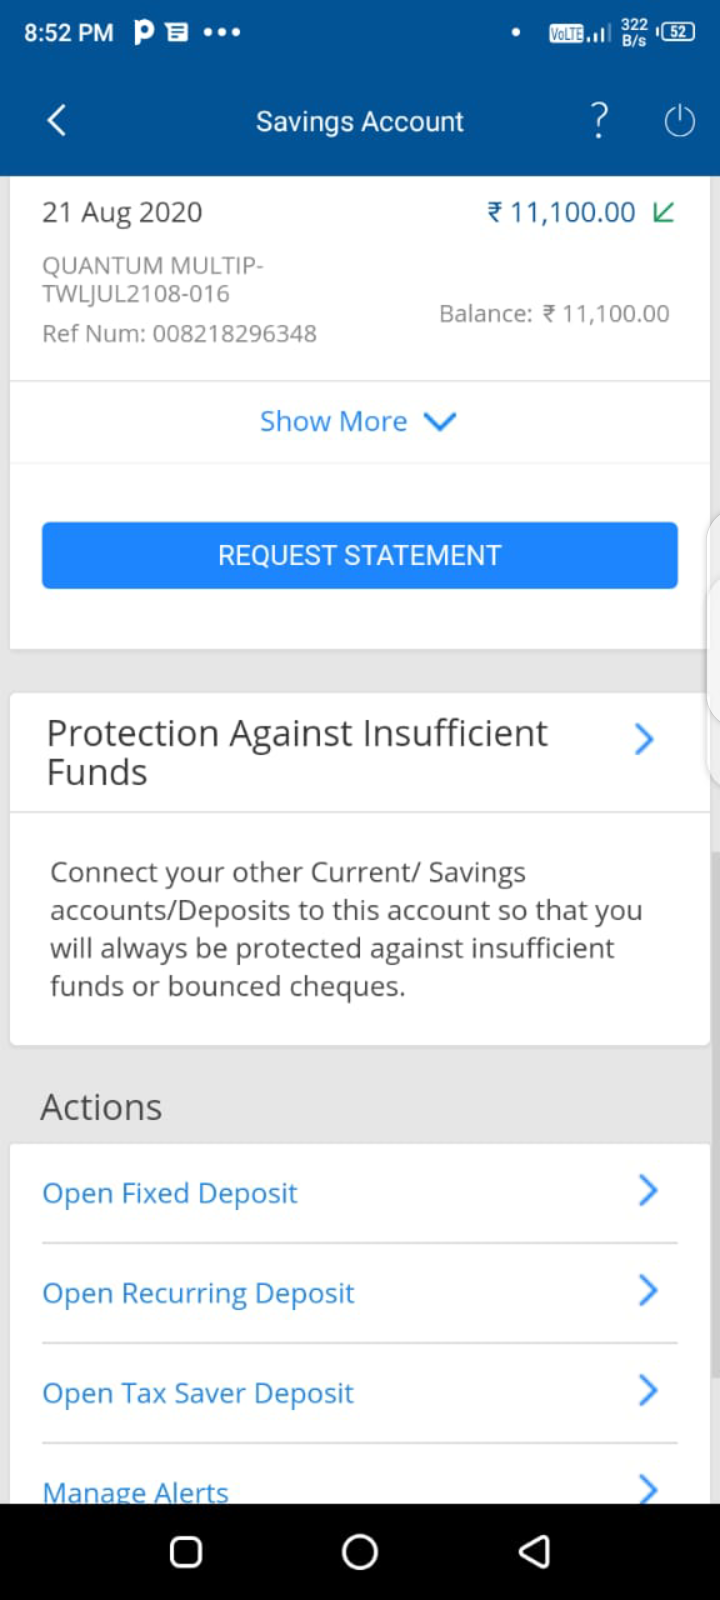 8:52 PM
VoLTE
322
B/s
52
Savings Account
?
21 Aug 2020
₹ 11,100.00
QUANTUM MULTIP-
TWLJUL2108-016
Ref Num: 008218296348
Balance: ₹ 11,100.00
Show More
REQUEST STATEMENT
Protection Against Insufficient
Funds
Connect your other Current/ Savings
accounts/Deposits to this account so that you
will always be protected against insufficient
funds or bounced cheques.
Actions
Open Fixed Deposit
Open Recurring Deposit
Open Tax Saver Deposit
Manage Alerts